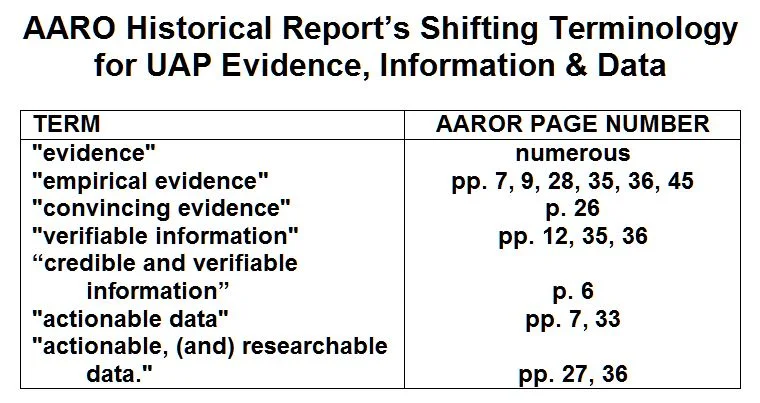 AARO Historical Report’s Shifting Terminology
for UAP Evidence, Information & Data
TERM AAROR PAGE NUMBER
"evidence" numerous
"empirical evidence" pp. 7, 9, 28, 35, 36, 45
"convincing evidence" p. 26
"verifiable information" pp. 12, 35, 36
“credible and verifiable
information” p. 6
"actionable data" pp. 7, 33
"actionable, (and) researchable
data." pp. 27, 36